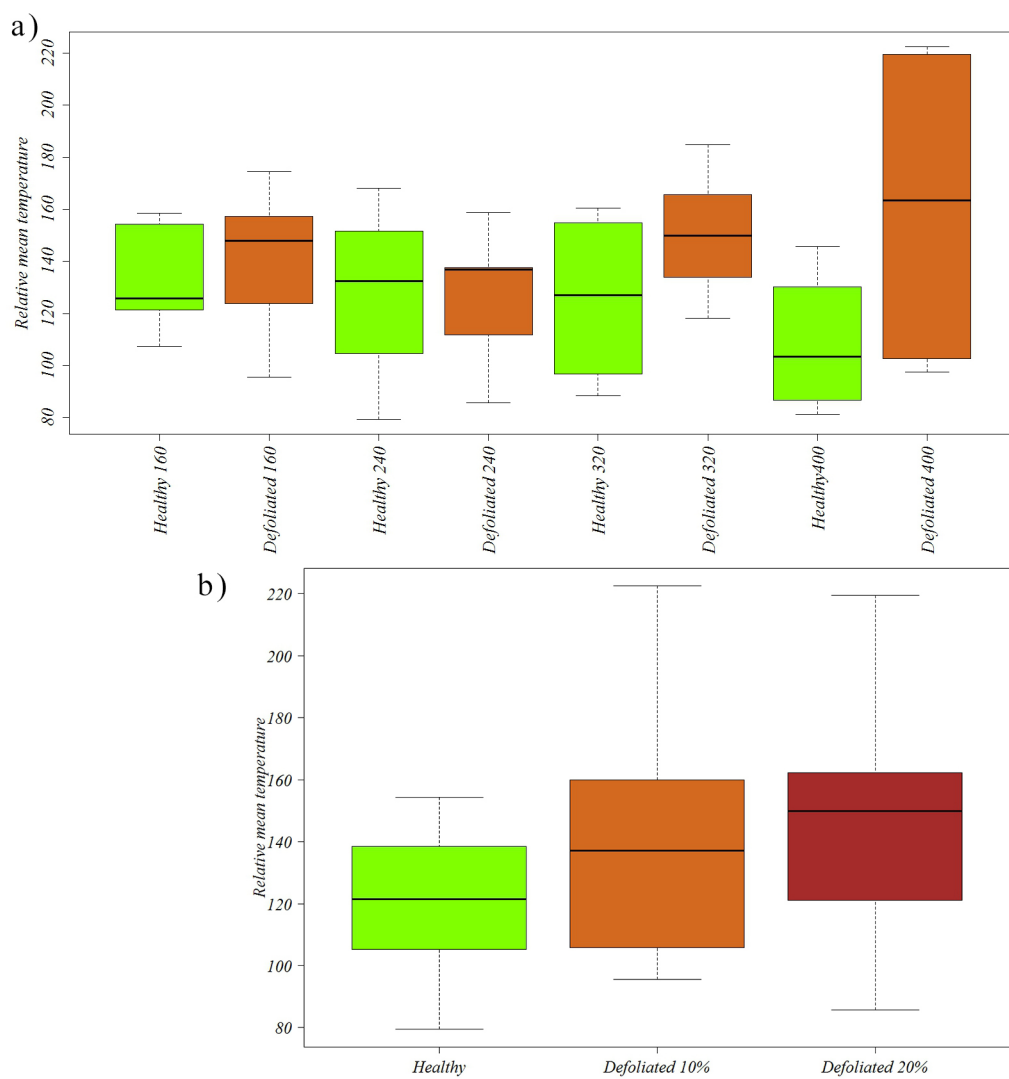 a)
Relative mean temperature
220
200
180
160
140
120
100
80
Healthy 160
Defoliated 160
Healthy 240
Defoliated 240
Healthy 320
Defoliated 320
Healthy400
Defoliated 400
b)
Relative mean temperature
220
200
180
160
140
120
100
80
Healthy
Defoliated 10%
Defoliated 20%